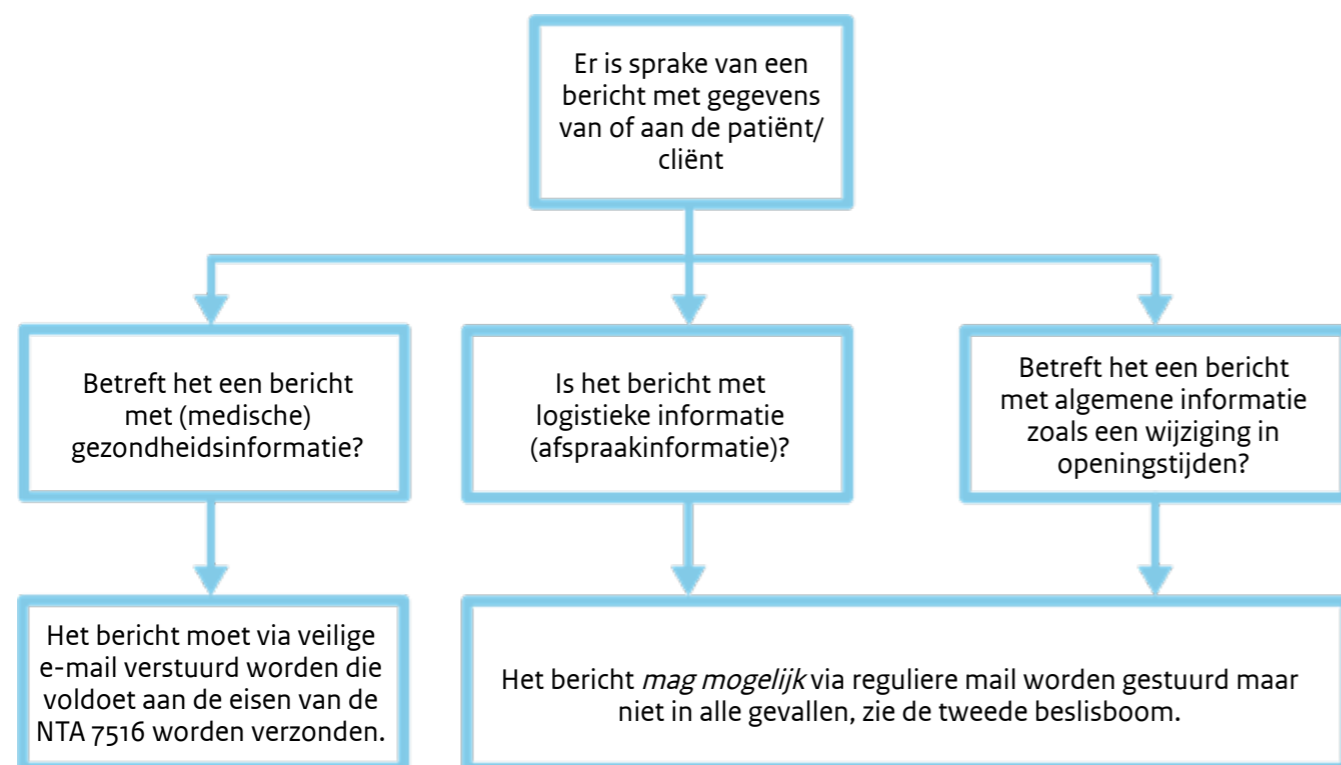 Er is sprake van een
bericht met gegevens
van of aan de patiënt/
cliënt
Betreft het een bericht
met (medische)
gezondheidsinformatie?
Is het bericht met
logistieke informatie
(afspraakinformatie)?
Betreft het een bericht
met algemene informatie
zoals een wijziging in
openingstijden?
Het bericht moet via veilige
e-mail verstuurd worden die
voldoet aan de eisen van de
NTA 7516 worden verzonden.
Het bericht mag mogelijk via reguliere mail worden gestuurd maar
niet in alle gevallen, zie de tweede beslisboom.